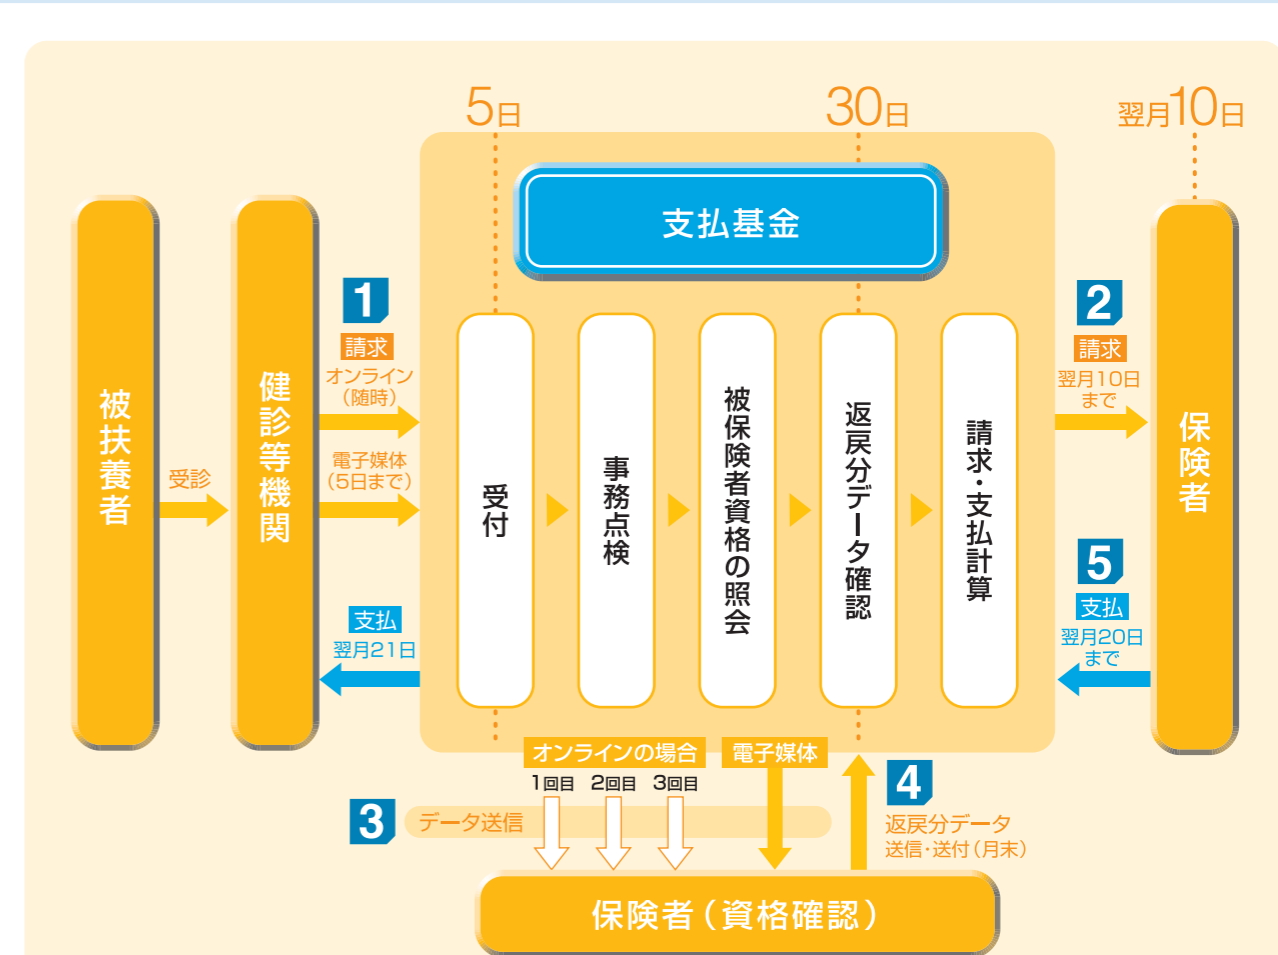 5日
30日
翌月10日
支払基金
被扶養者
受診
健診等機関
1
請求
オンライン
（随時）
電子媒体
（5日まで）
支払
翌月21日
受付
事務点検
被保険者資格の照会
返戻分データ確認
請求・支払計算
2
請求
翌月10日
まで
5
支払
翌月20日
まで
保険者
オンラインの場合
電子媒体
1回目 2回目 3回目
3
データ送信
4
返戻分データ
送信・送付（月末）
保険者（資格確認）